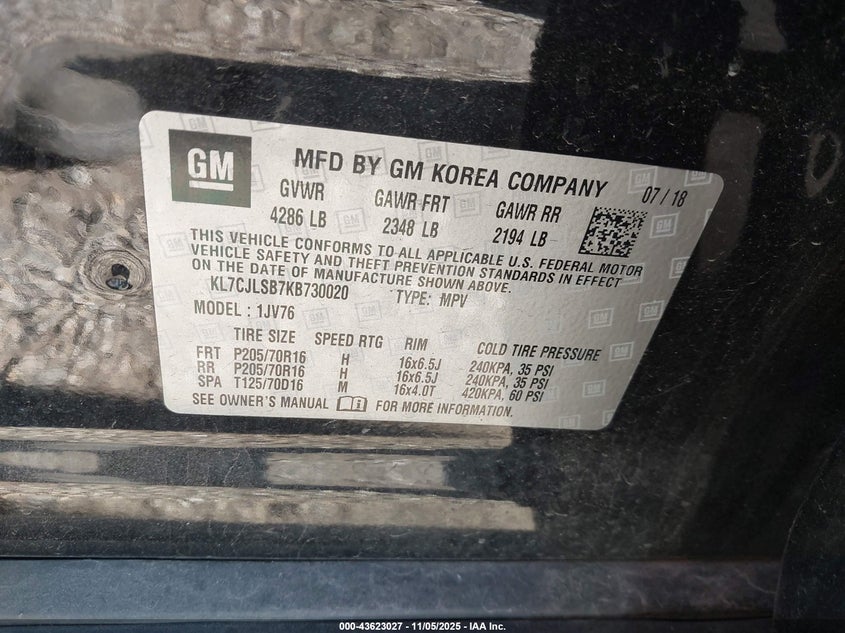 GM
MFD BY GM KOREA COMPANY 07/18
GVWR GAWR FRT GAWR RR
4286 LB 2348 LB 2194 LB
THIS VEHICLE CONFORMS TO ALL APPLICABLE U.S. FEDERAL MOTOR
VEHICLE SAFETY AND THEFT PREVENTION STANDARDS IN EFFECT
ON THE DATE OF MANUFACTURE SHOWN ABOVE.
KL7CJLSB7KB730020 TYPE: MPV
MODEL: 1JV76
TIRE SIZE SPEED RTG RIM COLD TIRE PRESSURE
FRT P205/70R16 H 16x6.5J 240KPA, 35 PSI
RR P205/70R16 H 16x6.5J 240KPA, 35 PSI
SPA T125/70D16 M 16x4.0T 420KPA, 60 PSI
SEE OWNER'S MANUAL FOR MORE INFORMATION.
000-43623027 - 11/05/2025 - IAA Inc.